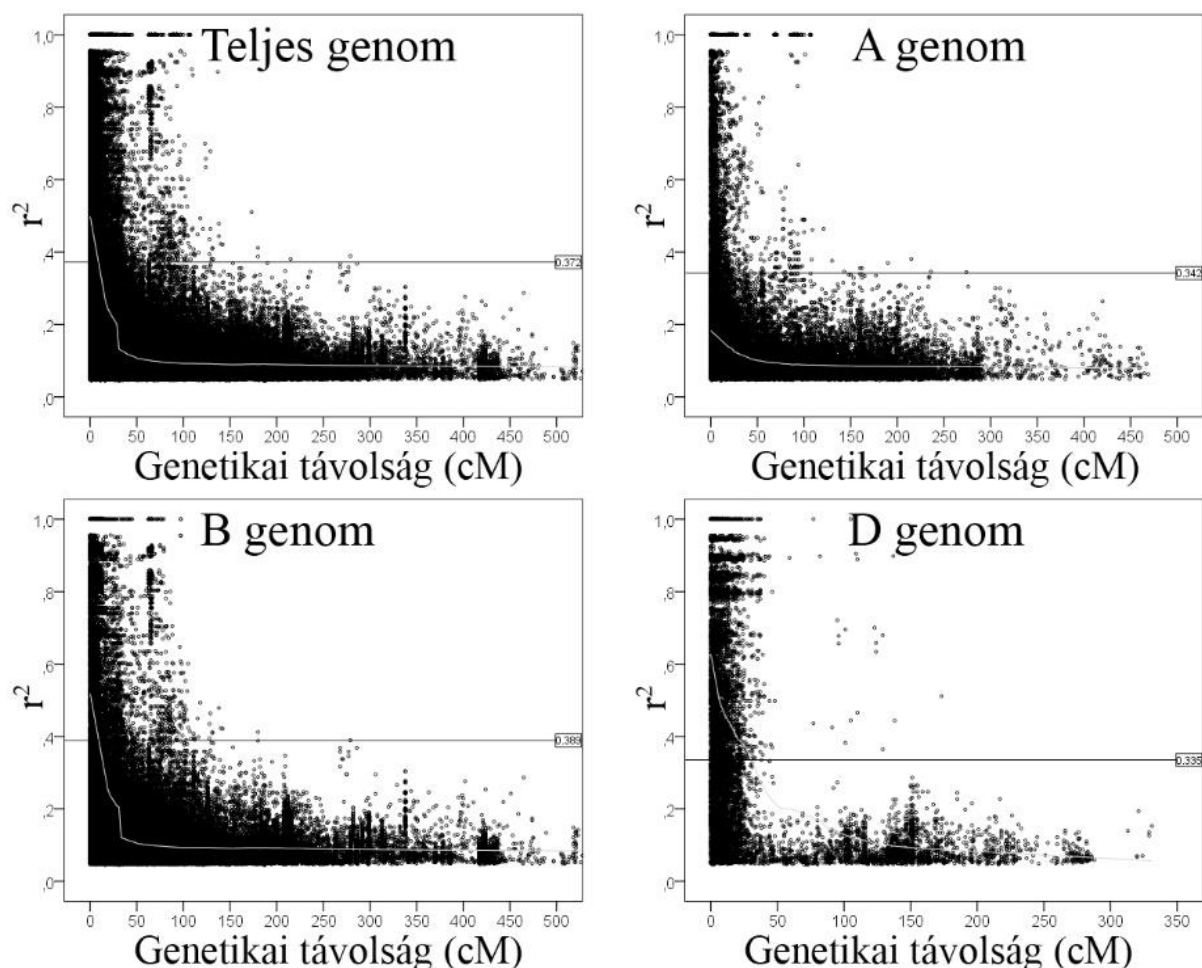 Teljes genom
1,0
,8
,6
,4
,2
,0
r²
0.372
0 50 100 150 200 250 300 350 400 450 500
Genetikai távolság (cM)
A genom
1,0
,8
,6
,4
,2
,0
r²
0.342
0 50 100 150 200 250 300 350 400 450 500
Genetikai távolság (cM)
B genom
1,0
,8
,6
,4
,2
,0
r²
0.389
0 50 100 150 200 250 300 350 400 450 500
Genetikai távolság (cM)
D genom
1,0
,8
,6
,4
,2
,0
r²
0.335
0 50 100 150 200 250 300 350
Genetikai távolság (cM)